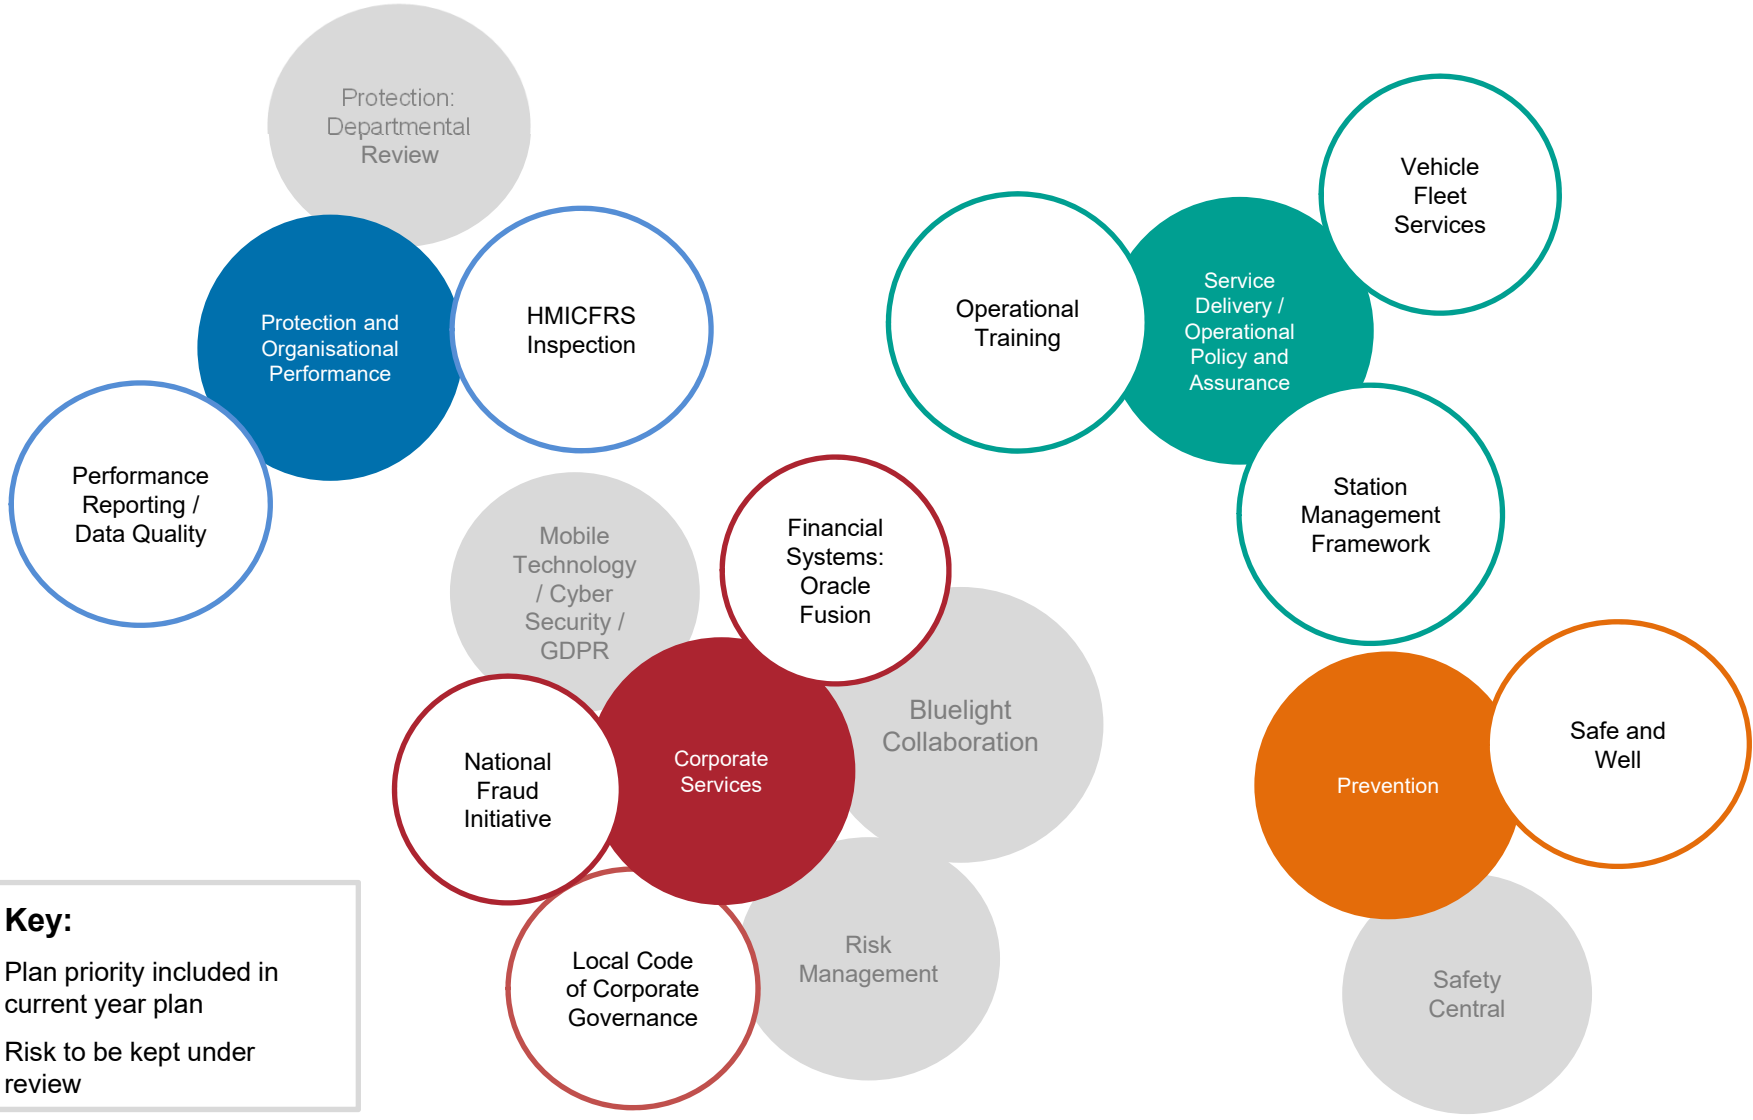 Protection:
Departmental
Review
Protection and
Organisational
Performance
HMICFRS
Inspection
Performance
Reporting /
Data Quality
Operational
Training
Service
Delivery /
Operational
Policy and
Assurance
Vehicle
Fleet
Services
Station
Management
Framework
Mobile
Technology
/ Cyber
Security /
GDPR
Financial
Systems:
Oracle
Fusion
Bluelight
Collaboration
National
Fraud
Initiative
Corporate
Services
Local Code
of Corporate
Governance
Risk
Management
Prevention
Safe and
Well
Safety
Central
Key:
Plan priority included in
current year plan
Risk to be kept under
review